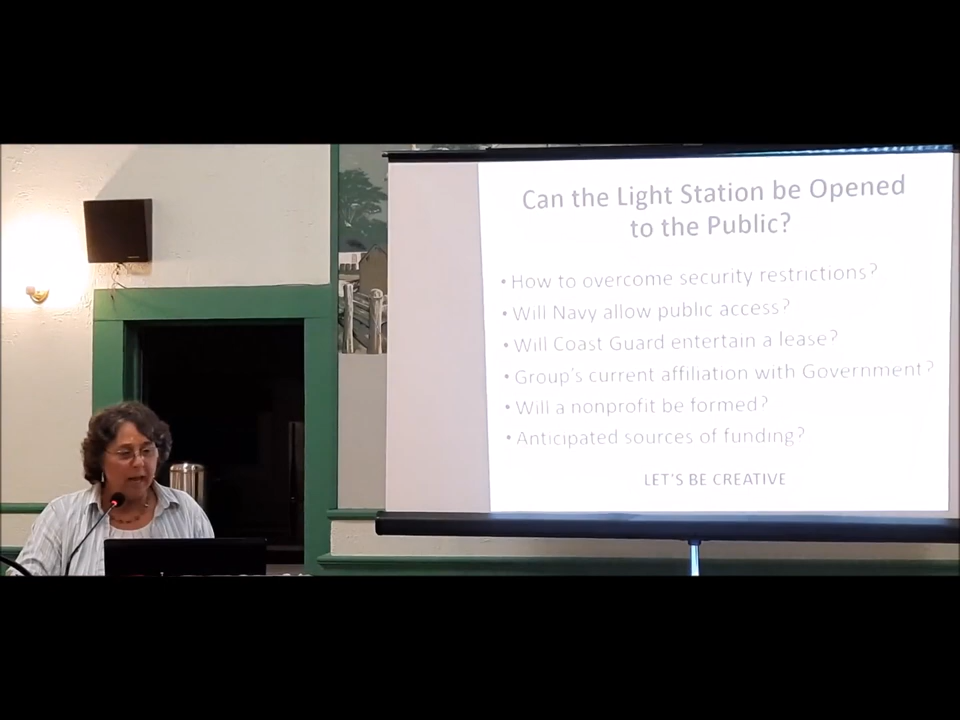 Can the Light Station be Opened
to the Public?
• How to overcome security restrictions?
• Will Navy allow public access?
• Will Coast Guard entertain a lease?
• Group's current affiliation with Government?
• Will a nonprofit be formed?
• Anticipated sources of funding?
LET'S BE CREATIVE